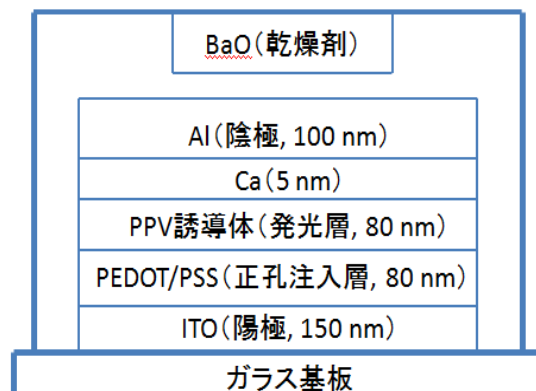 BaO(乾燥剤)
Al(陰極, 100 nm)
Ca(5 nm)
PPV誘導体(発光層, 80 nm)
PEDOT/PSS(正孔注入層, 80 nm)
ITO(陽極, 150 nm)
ガラス基板